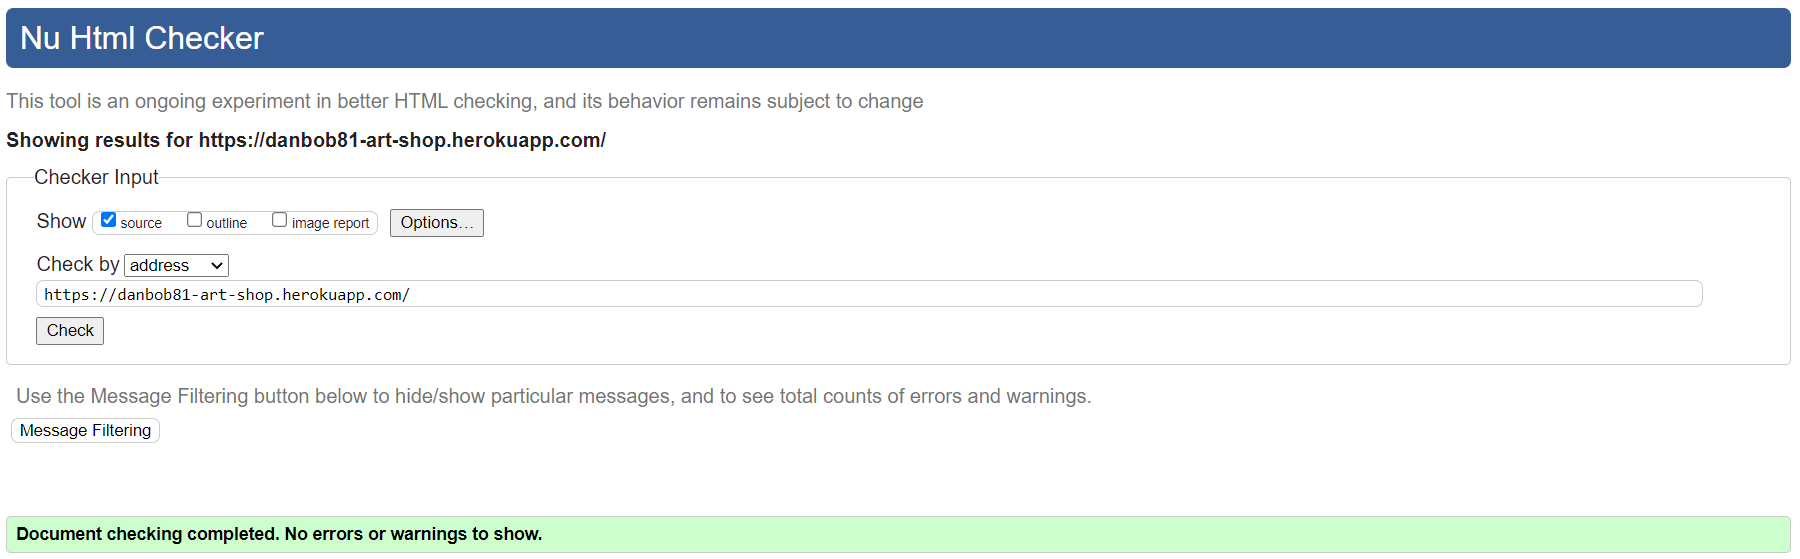 Nu Html Checker
This tool is an ongoing experiment in better HTML checking, and its behavior remains subject to change
Showing results for https://danbob81-art-shop.herokuapp.com/
Checker Input
Show source outline image report Options…
Check by address
https://danbob81-art-shop.herokuapp.com/
Check
Use the Message Filtering button below to hide/show particular messages, and to see total counts of errors and warnings.
Message Filtering
Document checking completed. No errors or warnings to show.